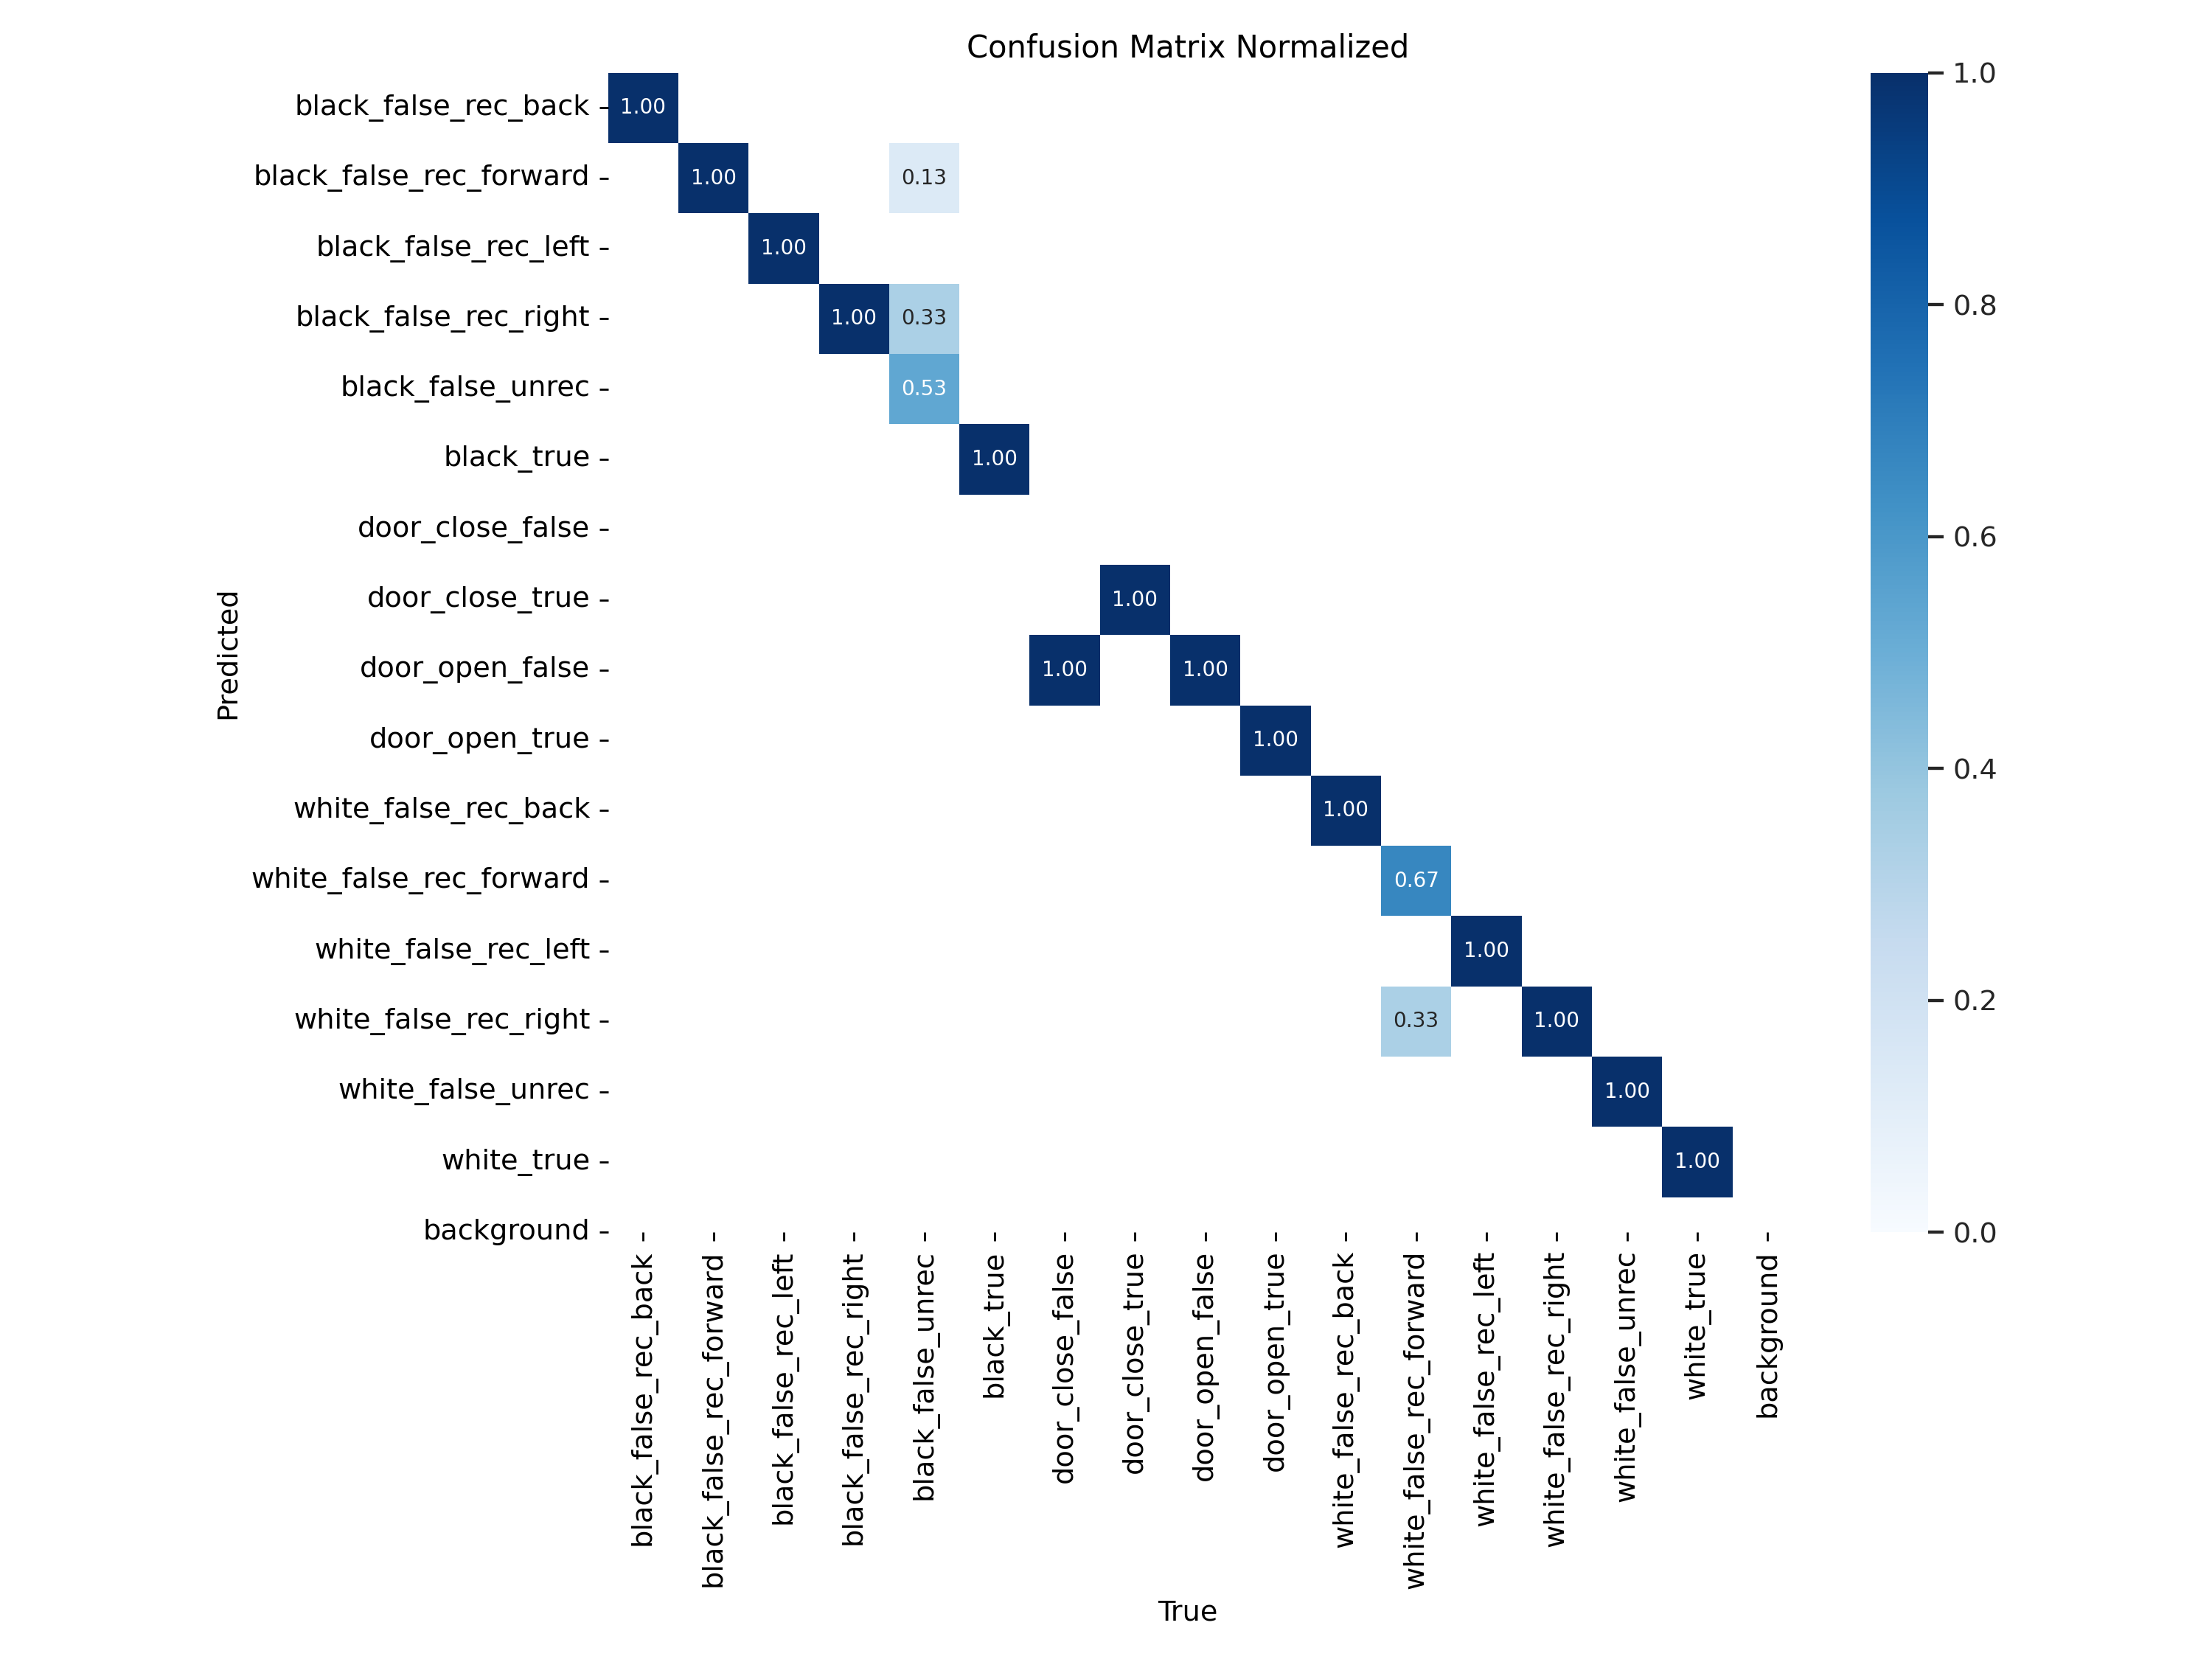 Confusion Matrix Normalized
black_false_rec_back 1.00
black_false_rec_forward 1.00 0.13
black_false_rec_left 1.00
black_false_rec_right 1.00 0.33
black_false_unrec 0.53
black_true 1.00
door_close_false
door_close_true 1.00
door_open_false 1.00 1.00
door_open_true 1.00
white_false_rec_back 1.00
white_false_rec_forward 0.67
white_false_rec_left 1.00
white_false_rec_right 0.33 1.00
white_false_unrec 1.00
white_true 1.00
background
Predicted
black_false_rec_back
black_false_rec_forward
black_false_rec_left
black_false_rec_right
black_false_unrec
black_true
door_close_false
door_close_true
door_open_false
door_open_true
white_false_rec_back
white_false_rec_forward
white_false_rec_left
white_false_rec_right
white_false_unrec
white_true
background
True
1.0
0.8
0.6
0.4
0.2
0.0